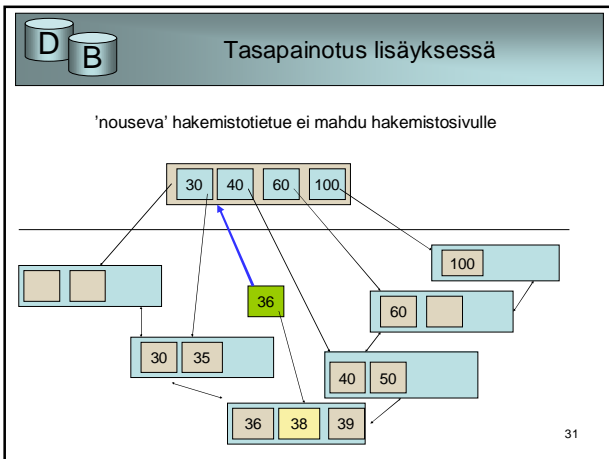 D B
Tasapainotus lisäyksessä
’nouseva’ hakemistotietue ei mahdu hakemistosivulle
30 40 60 100
100
36
60
30 35
40 50
36 38 39
31